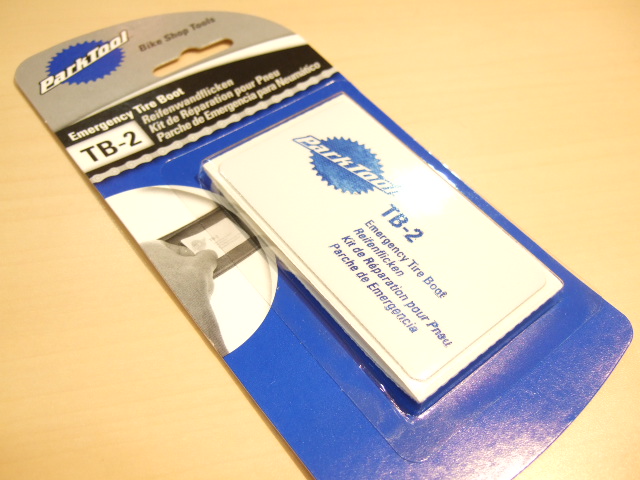 ParkTool
Bike Shop Tools
Emergency Tire Boot
TB-2
Reifenwandflicken
Kit de Réparation pour Pneu
Parche de Emergencia para Neumático
ParkTool
TB-2
Emergency Tire Boot
Reifenflicken
Kit de Réparation pour Pneu
Parche de Emergencia